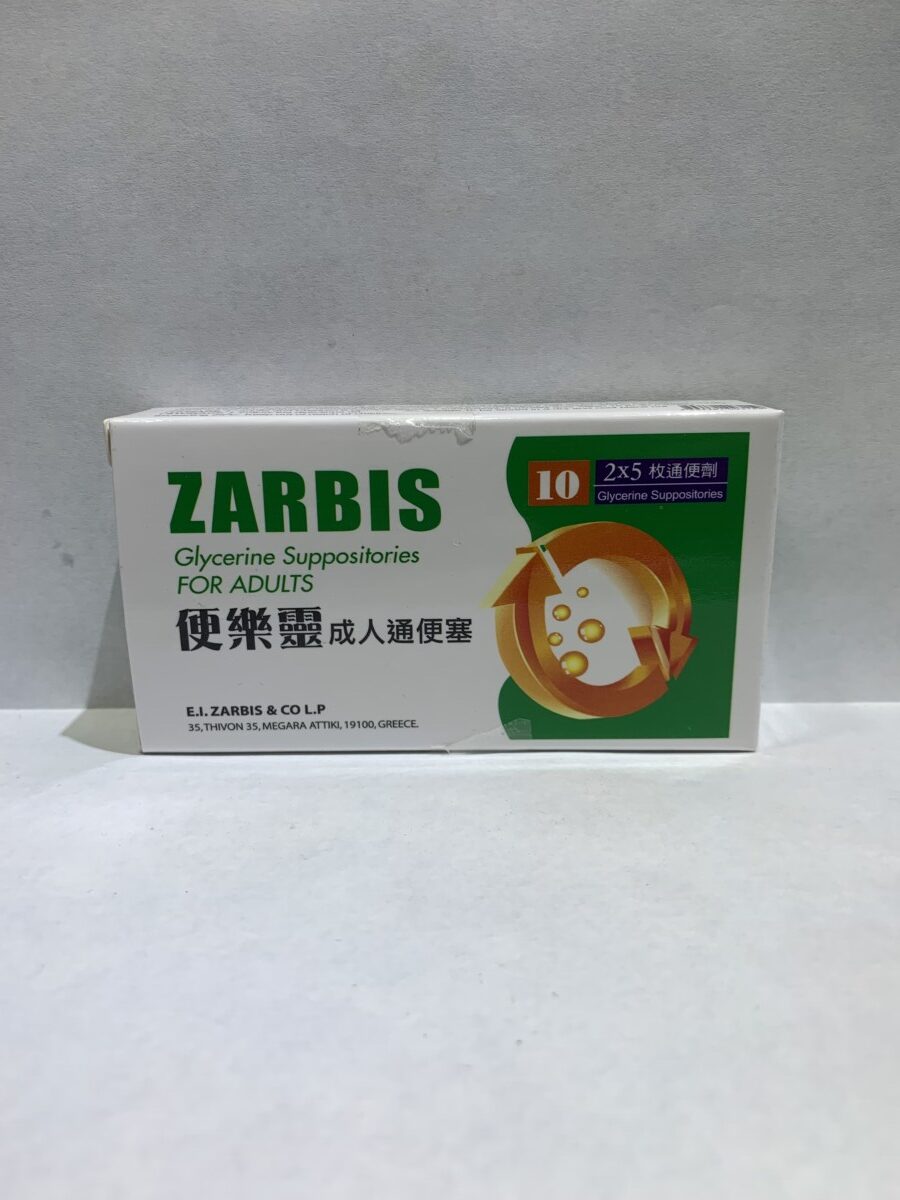 ZARBIS
Glycerine Suppositories
FOR ADULTS
便樂靈 成人通便塞
E.I. ZARBIS & CO L.P
35, THIVON 35, MEGARA ATTIKI, 19100, GREECE.
10
2x5 枚通便劑
Glycerine Suppositories